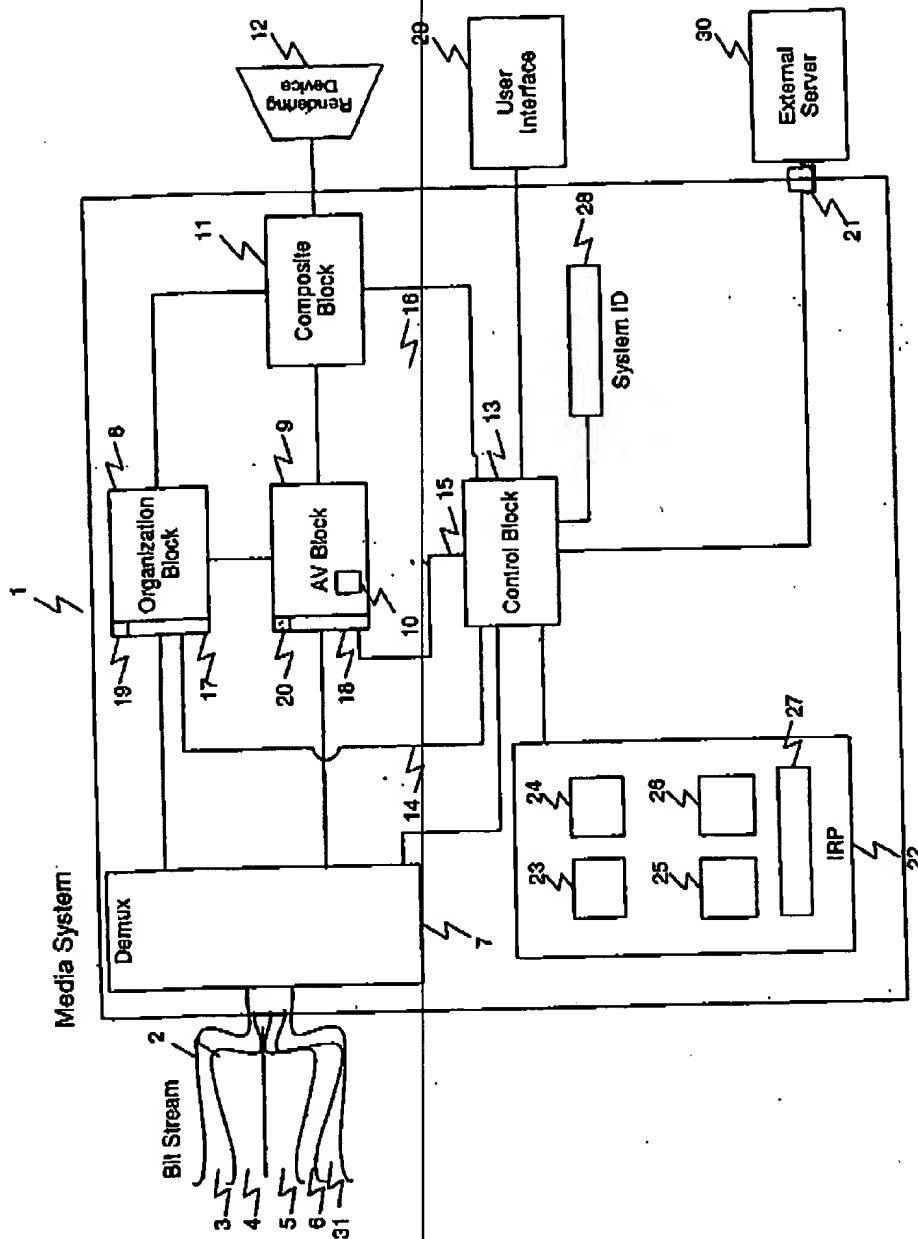 Media System
1
Bit Stream
2
3
4
5
6
31
Demux
7
19
17
Organization
Block
8
20
18
AV Block
9
10
Composite
Block
11
Rendering
Device
12
14
15
16
Control Block
13
User
Interface
29
System ID
28
External
Server
30
21
23
24
25
26
27
IRP
22